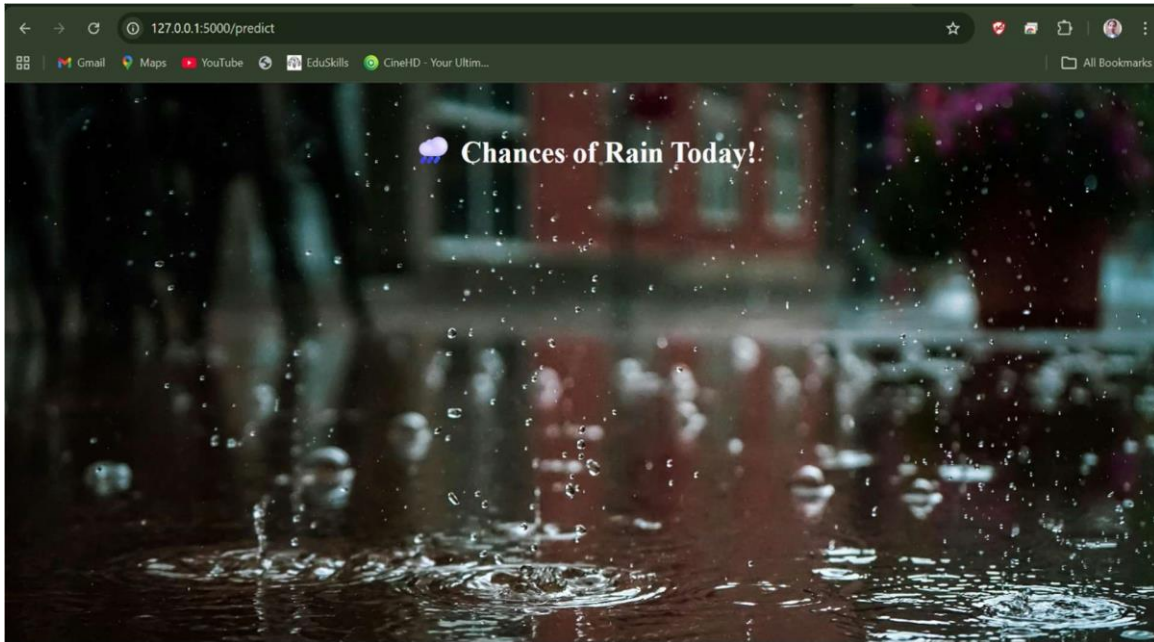 127.0.0.1:5000/predict
Gmail Maps YouTube EduSkills CineHD - Your Ultim... All Bookmarks
Chances of Rain Today!